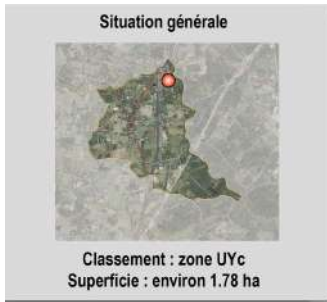 Situation générale
Classement : zone UYc
Superficie : environ 1.78 ha